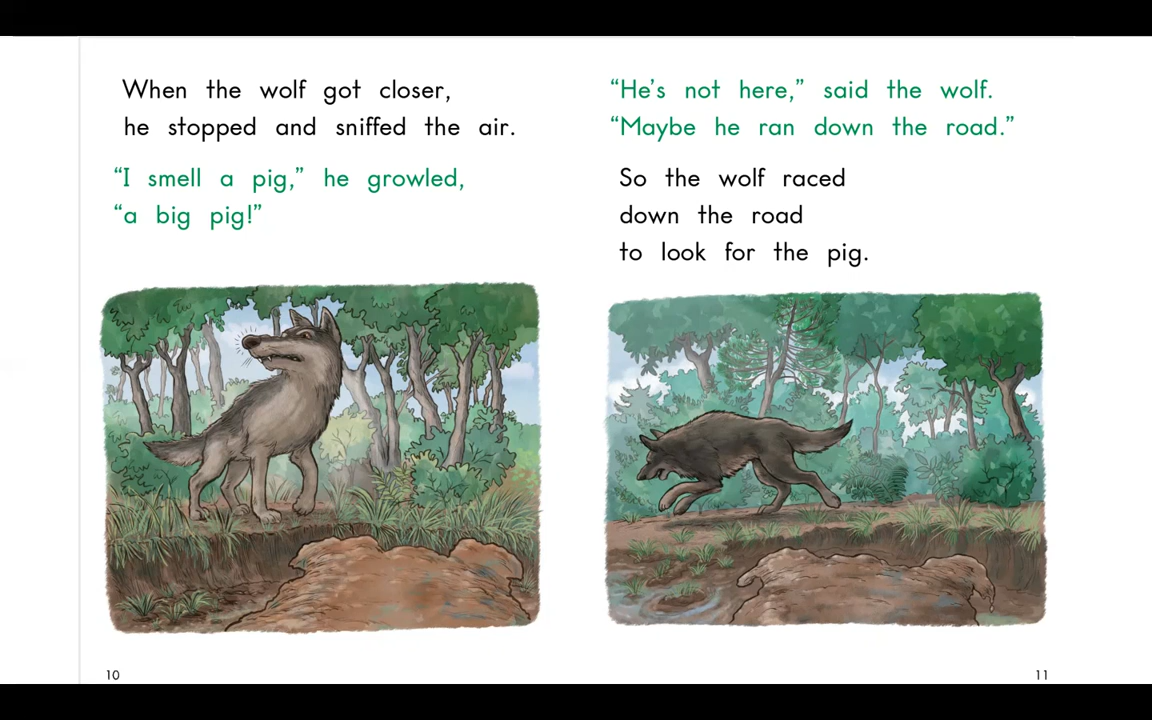 When the wolf got closer,
he stopped and sniffed the air.
“I smell a pig,” he growled,
“a big pig!”
10
“He’s not here,” said the wolf.
“Maybe he ran down the road.”
So the wolf raced
down the road
to look for the pig.
11